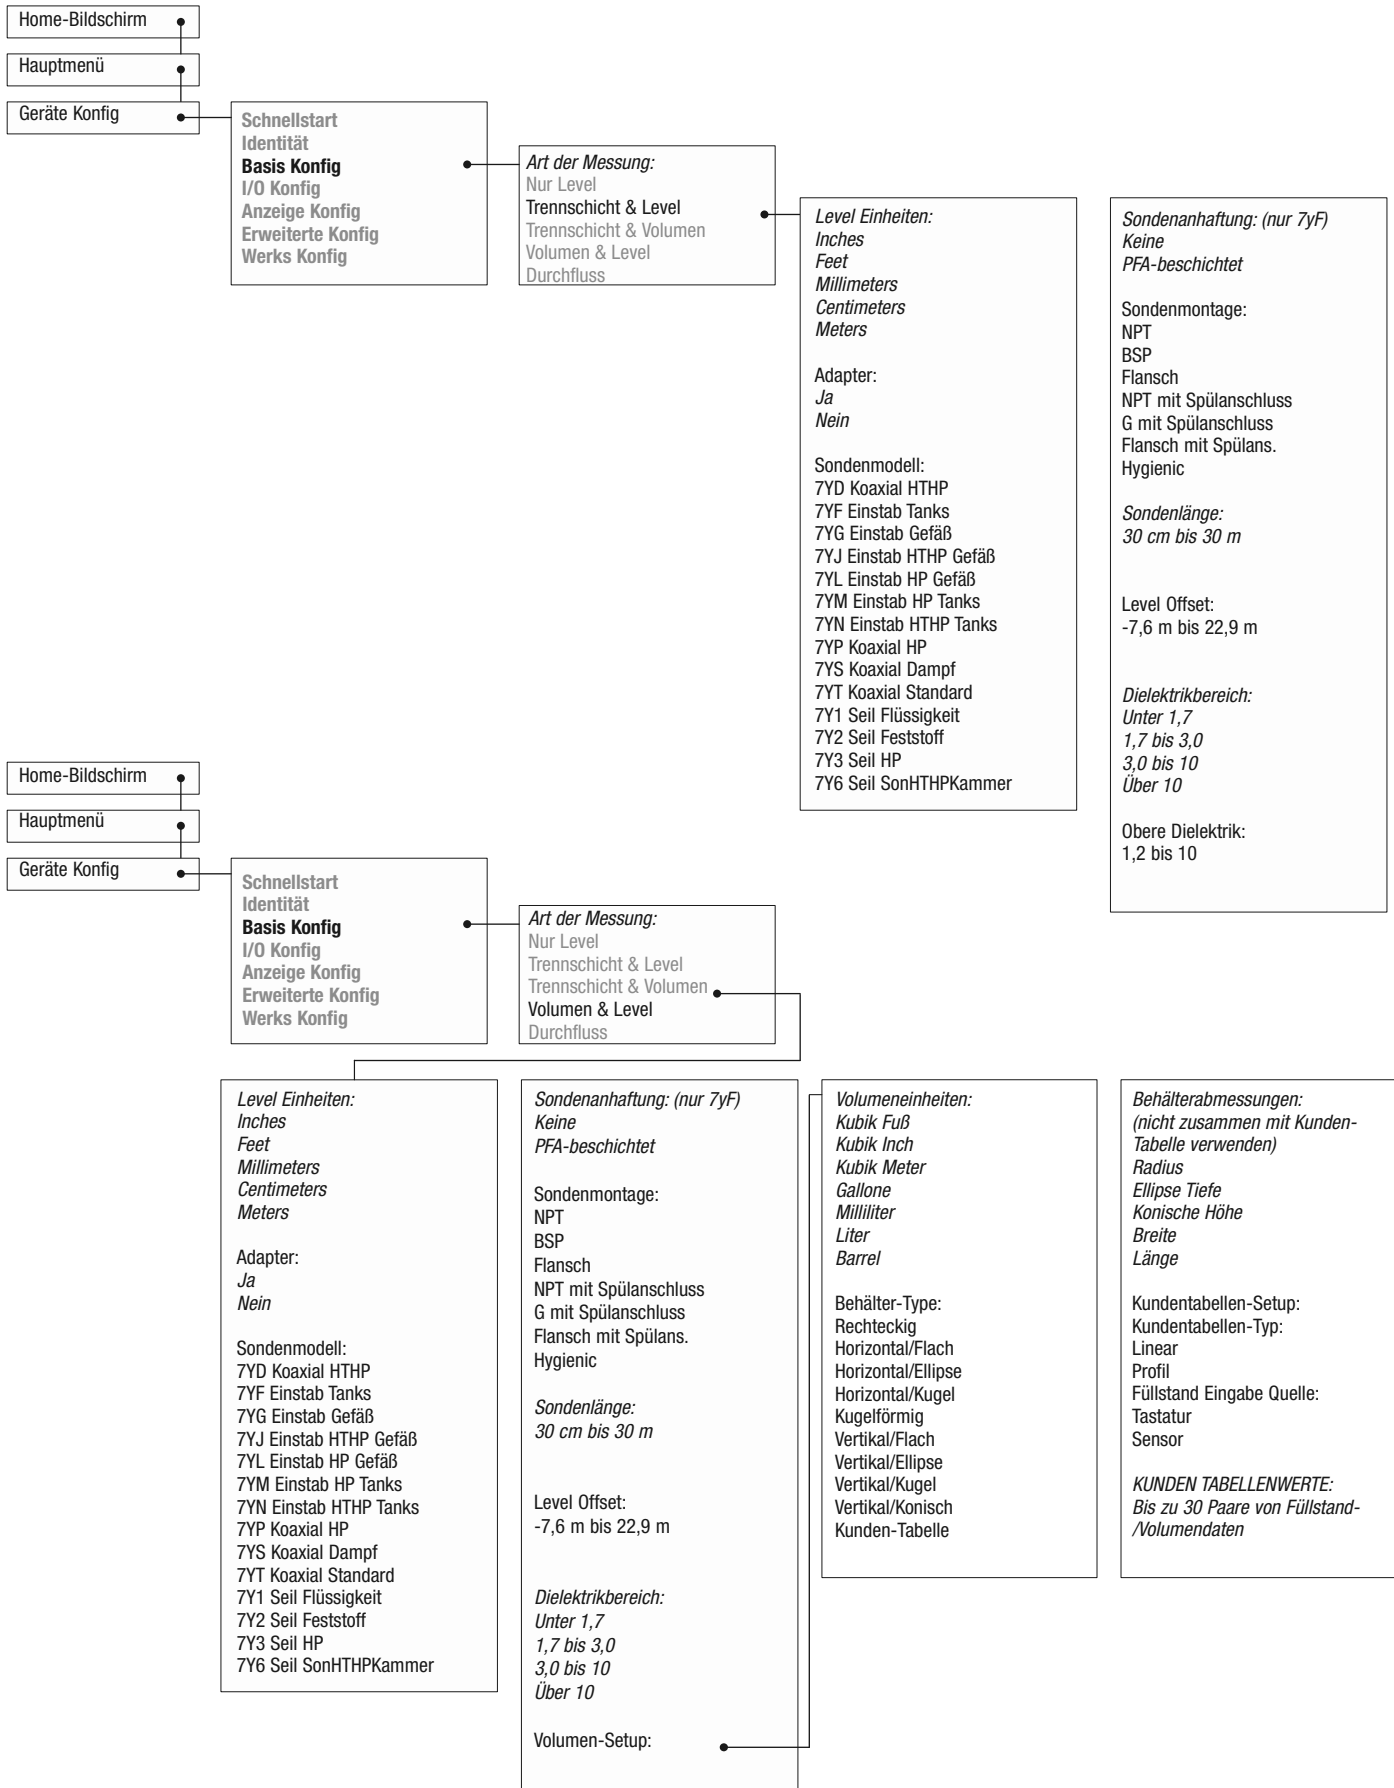 Home-Bildschirm
Hauptmenü
Geräte Konfig
Schnellstart
Identität
Basis Konfig
I/O Konfig
Anzeige Konfig
Erweiterte Konfig
Werks Konfig
Art der Messung:
Nur Level
Trennschicht & Level
Trennschicht & Volumen
Volumen & Level
Durchfluss
Level Einheiten:
Inches
Feet
Millimeters
Centimeters
Meters
Adapter:
Ja
Nein
Sondenmodell:
7YD Koaxial HTHP
7YF Einstab Tanks
7YG Einstab Gefäß
7YJ Einstab HTHP Gefäß
7YL Einstab HP Gefäß
7YM Einstab HP Tanks
7YN Einstab HTHP Tanks
7YP Koaxial HP
7YS Koaxial Dampf
7YT Koaxial Standard
7Y1 Seil Flüssigkeit
7Y2 Seil Feststoff
7Y3 Seil HP
7Y6 Seil SonHTHPKammer
Sondenanhaftung: (nur 7yF)
Keine
PFA-beschichtet
Sondenmontage:
NPT
BSP
Flansch
NPT mit Spülanschluss
G mit Spülanschluss
Flansch mit Spülans.
Hygienic
Sondenlänge:
30 cm bis 30 m
Level Offset:
-7,6 m bis 22,9 m
Dielektrikbereich:
Unter 1,7
1,7 bis 3,0
3,0 bis 10
Über 10
Obere Dielektrik:
1,2 bis 10
Home-Bildschirm
Hauptmenü
Geräte Konfig
Schnellstart
Identität
Basis Konfig
I/O Konfig
Anzeige Konfig
Erweiterte Konfig
Werks Konfig
Art der Messung:
Nur Level
Trennschicht & Level
Trennschicht & Volumen
Volumen & Level
Durchfluss
Level Einheiten:
Inches
Feet
Millimeters
Centimeters
Meters
Adapter:
Ja
Nein
Sondenmodell:
7YD Koaxial HTHP
7YF Einstab Tanks
7YG Einstab Gefäß
7YJ Einstab HTHP Gefäß
7YL Einstab HP Gefäß
7YM Einstab HP Tanks
7YN Einstab HTHP Tanks
7YP Koaxial HP
7YS Koaxial Dampf
7YT Koaxial Standard
7Y1 Seil Flüssigkeit
7Y2 Seil Feststoff
7Y3 Seil HP
7Y6 Seil SonHTHPKammer
Sondenanhaftung: (nur 7yF)
Keine
PFA-beschichtet
Sondenmontage:
NPT
BSP
Flansch
NPT mit Spülanschluss
G mit Spülanschluss
Flansch mit Spülans.
Hygienic
Sondenlänge:
30 cm bis 30 m
Level Offset:
-7,6 m bis 22,9 m
Dielektrikbereich:
Unter 1,7
1,7 bis 3,0
3,0 bis 10
Über 10
Volumen-Setup:
Volumeneinheiten:
Kubik Fuß
Kubik Inch
Kubik Meter
Gallone
Milliliter
Liter
Barrel
Behälter-Type:
Rechteckig
Horizontal/Flach
Horizontal/Ellipse
Horizontal/Kugel
Kugelförmig
Vertikal/Flach
Vertikal/Ellipse
Vertikal/Kugel
Vertikal/Konisch
Kunden-Tabelle
Behälterabmessungen:
(nicht zusammen mit Kunden-
Tabelle verwenden)
Radius
Ellipse Tiefe
Konische Höhe
Breite
Länge
Kundentabellen-Setup:
Kundentabellen-Typ:
Linear
Profil
Füllstand Eingabe Quelle:
Tastatur
Sensor
KUNDEN TABELLENWERTE:
Bis zu 30 Paare von Füllstand-
/Volumendaten